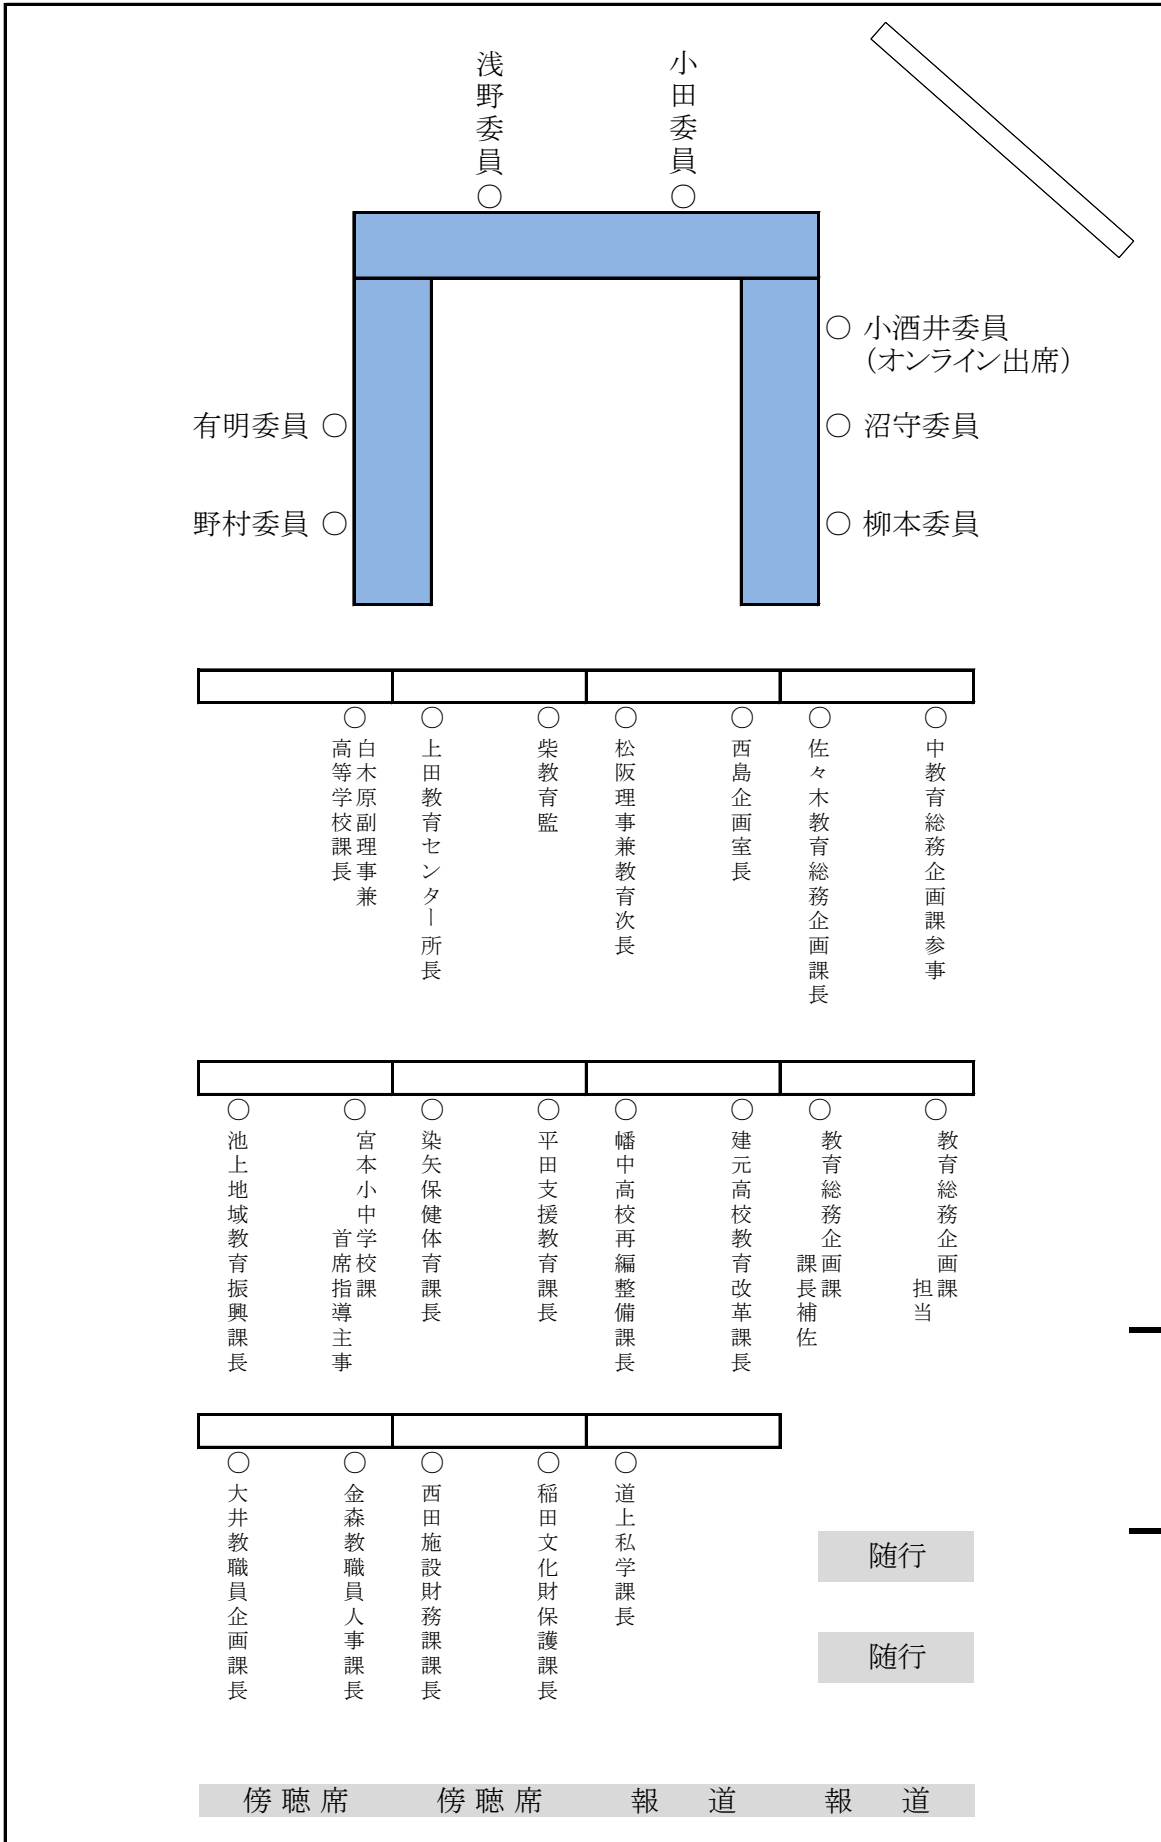 浅野委員○
小田委員○
○ 小酒井委員
（オンライン出席）
有明委員 ○
○ 沼守委員
野村委員 ○
○ 柳本委員
○
白木原副理事兼
高等学校課長
○
上田教育センター所長
○
柴教育監
○
松阪理事兼教育次長
○
西島企画室長
○
佐々木教育総務企画課長
○
中教育総務企画課参事
○
池上地域教育振興課長
○
宮本小中学校課
首席指導主事
○
染矢保健体育課長
○
平田支援教育課長
○
幡中高校再編整備課長
○
建元高校教育改革課長
○
教育総務企画課
課長補佐
○
教育総務企画課
担当
○
大井教職員企画課長
○
金森教職員人事課長
○
西田施設財務課課長
○
稲田文化財保護課長
○
道上私学課長
随行
随行
傍聴席 傍聴席 報 道 報 道